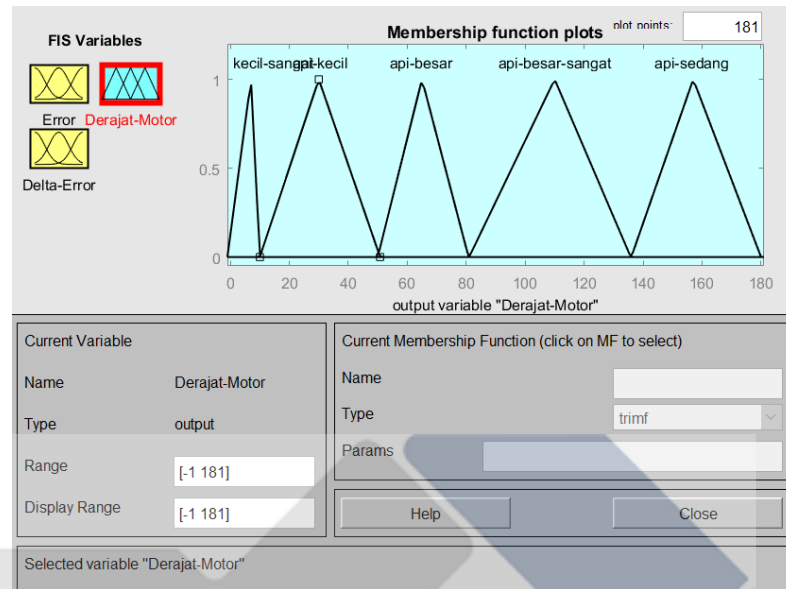 FIS Variables
Error
Derajat-Motor
Delta-Error
Membership function plots
plot points:
181
kecil-sangat
api-kecil
api-besar
api-besar-sangat
api-sedang
1
0.5
0
0 20 40 60 80 100 120 140 160 180
output variable "Derajat-Motor"
Current Variable
Name Derajat-Motor
Type output
Range [-1 181]
Display Range [-1 181]
Current Membership Function (click on MF to select)
Name
Type trimf
Params
Help Close
Selected variable "Derajat-Motor"